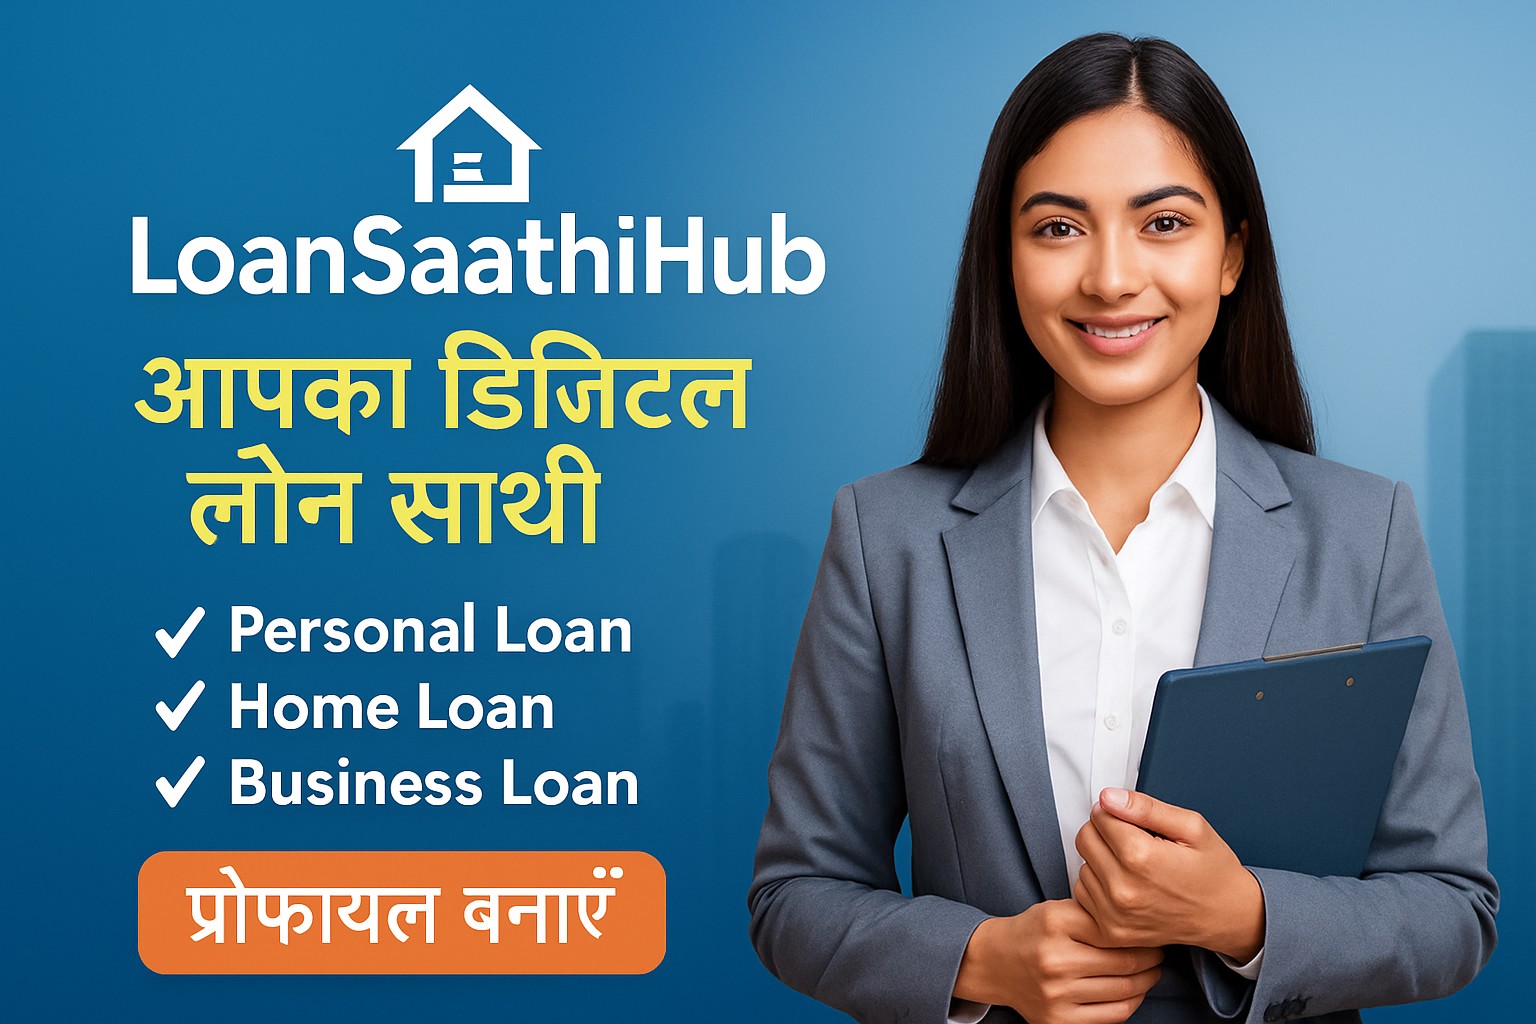 LoanSaathiHub
आपका डिजिटल
लोन साथी
✓ Personal Loan
✓ Home Loan
✓ Business Loan
प्रोफायल बनाएं